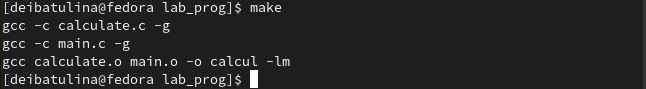 [deibatulina@fedora lab_prog]$ make
gcc -c calculate.c -g
gcc -c main.c -g
gcc calculate.o main.o -o calcul -lm
[deibatulina@fedora lab_prog]$